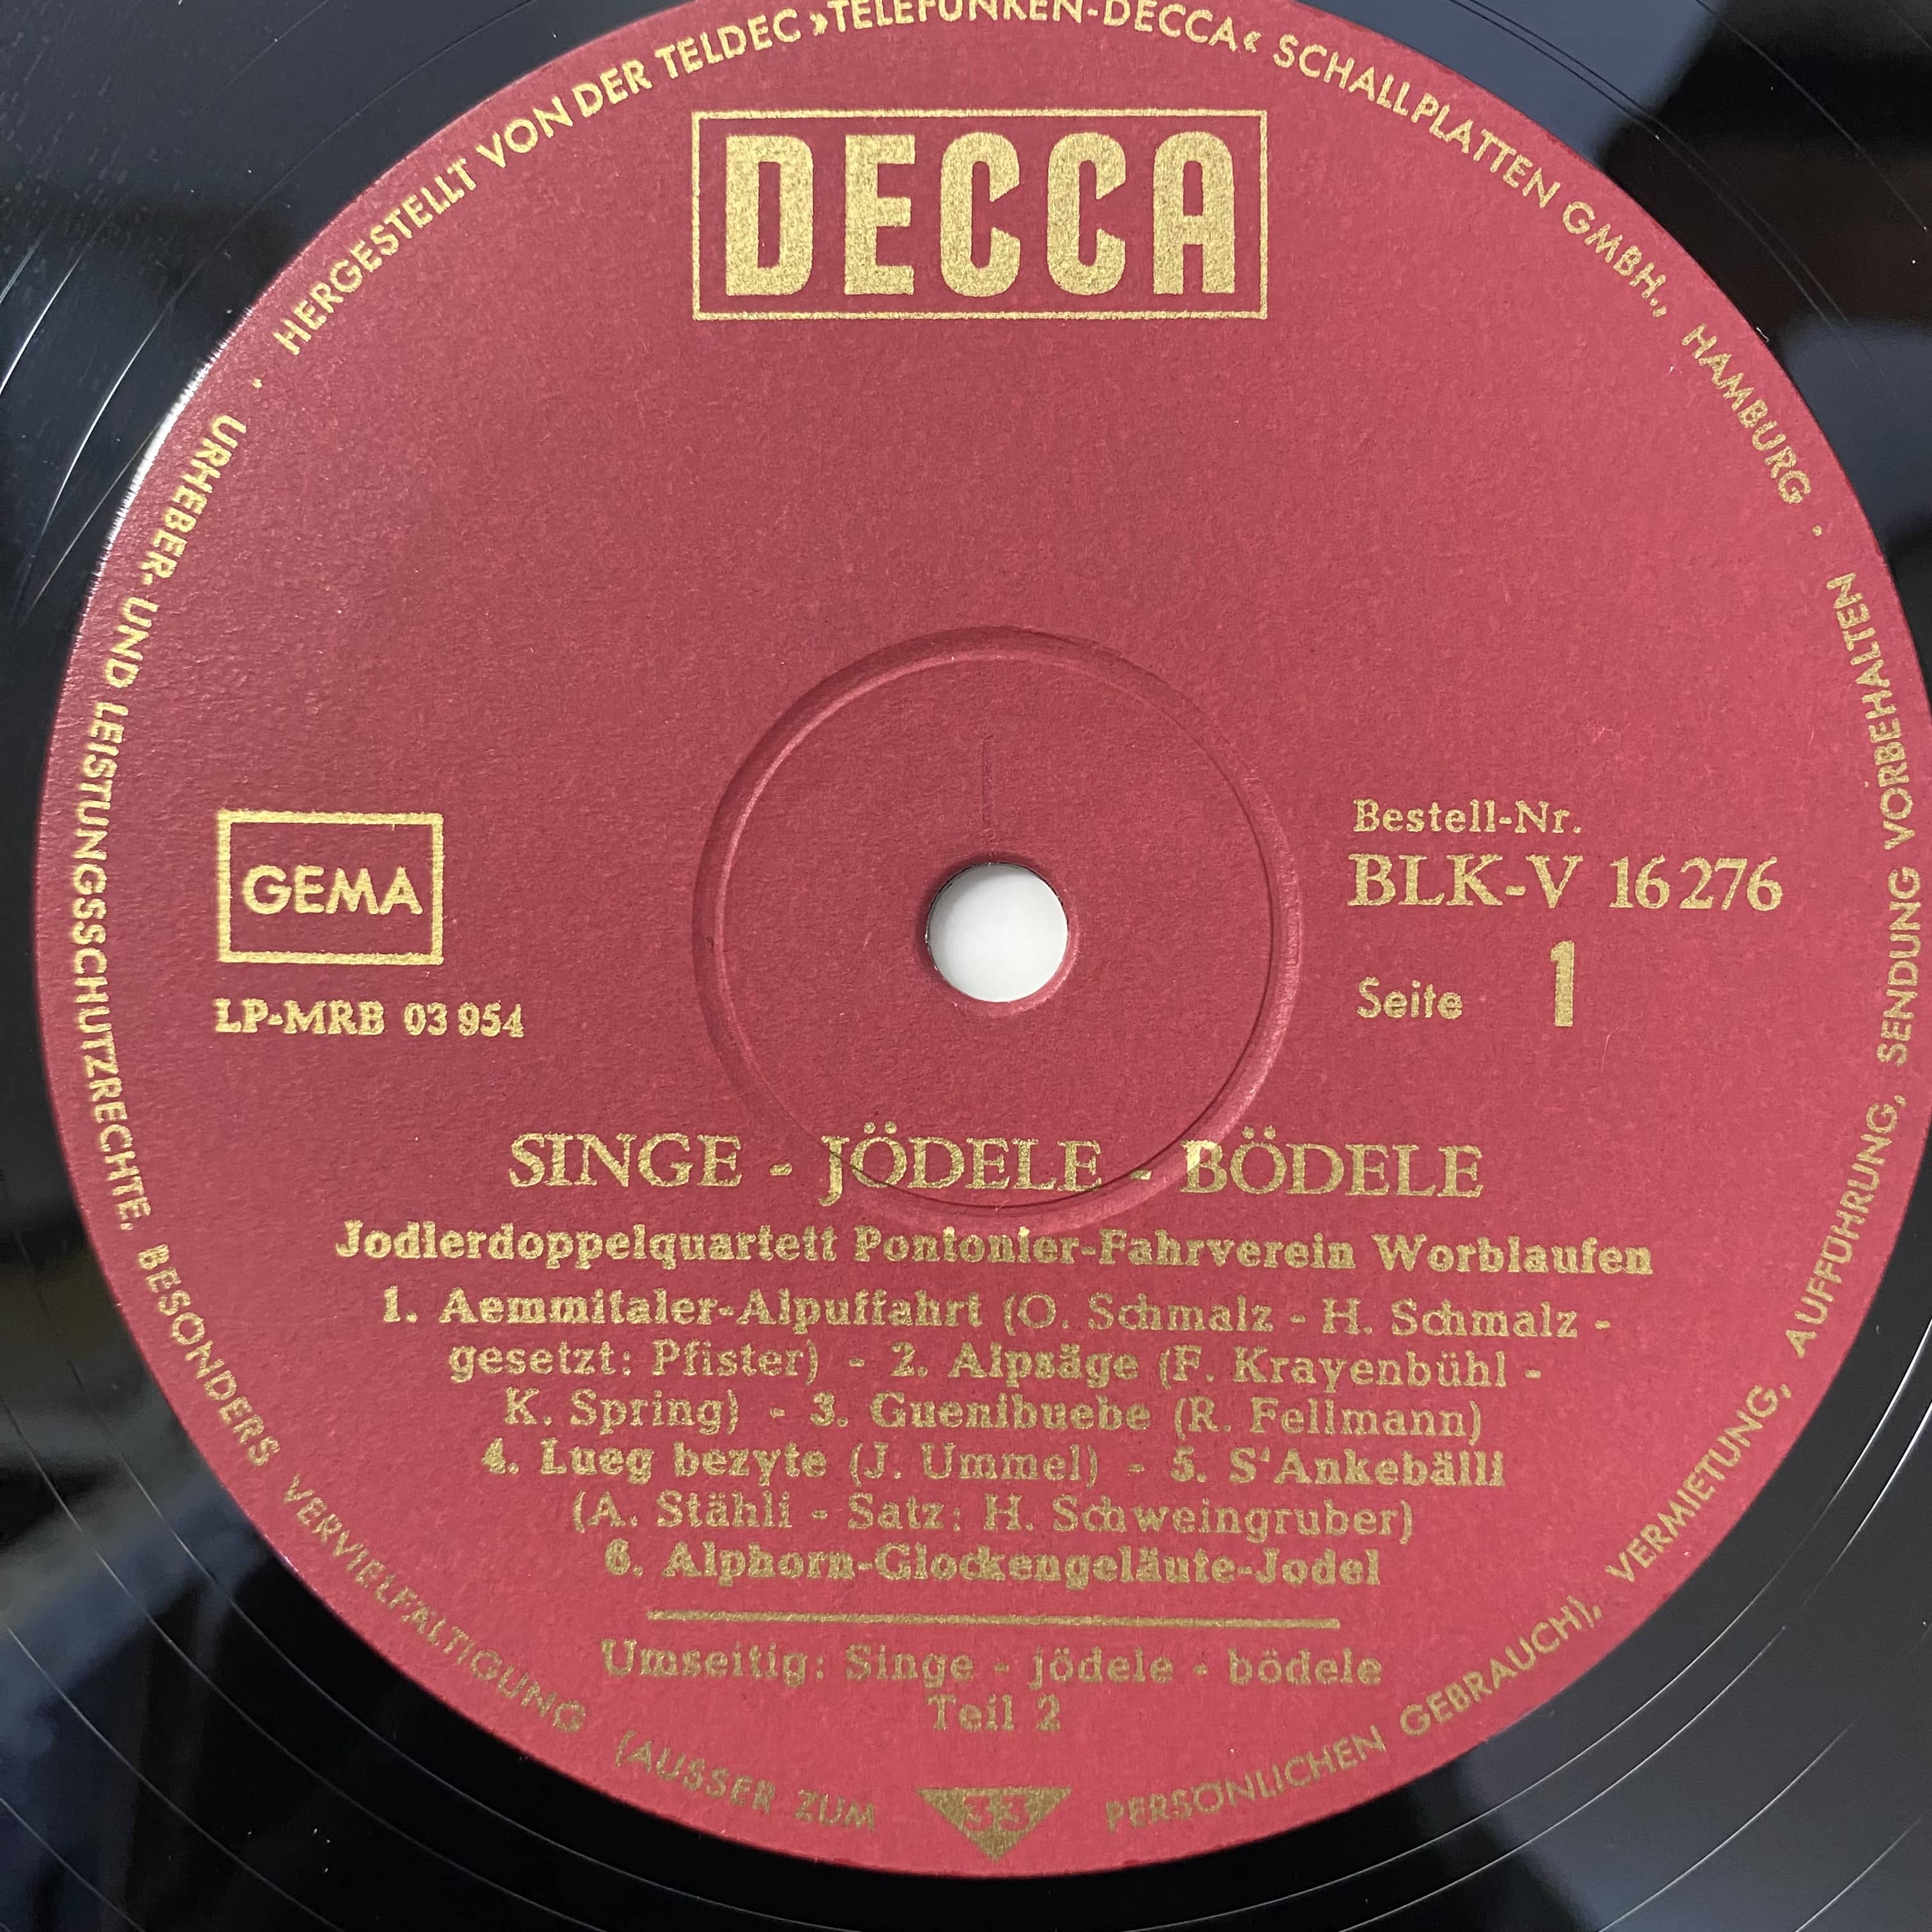 HERGESTELLT VON DER TELDEC »TELEFUNKEN-DECCA« SCHALLPLATTEN GMBH., HAMBURG ·
DECCA
GEMA
LP-MRB 03 954
Bestell-Nr.
BLK-V 16 276
Seite 1
SINGE - JÖDELE - BÖDELE
Jodlerdoppelquartett Pontonier-Fahrverein Worblaufen
1. Aemmitaler-Alpuffahrt (O. Schmalz - H. Schmalz -
gesetzt: Pfister) - 2. Alpsäge (F. Krayenbühl -
K. Spring) - 3. Guenibuebe (R. Fellmann)
4. Lueg bezyte (J. Ummel) - 5. S'Ankebälli
(A. Stähli - Satz: H. Schweingruber)
6. Alphorn-Glockengeläute-Jodel
Umseitig: Singe - jödele - bödele
Teil 2
33
· URHEBER- UND LEISTUNGSSCHUTZRECHTE, BESONDERS VERVIELFÄLTIGUNG (AUSSER ZUM PERSÖNLICHEN GEBRAUCH), VERMIETUNG, AUFFÜHRUNG, SENDUNG VORBEHALTEN